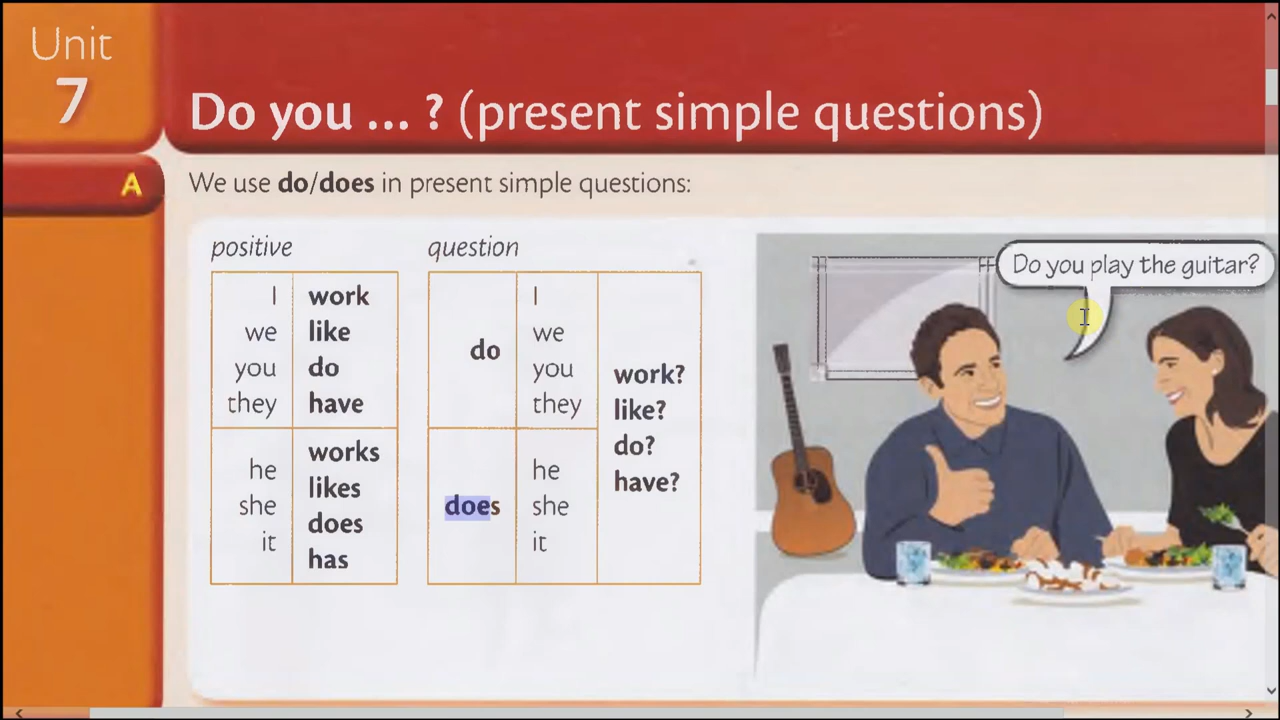 Unit
7
Do you ... ? (present simple questions)
A
We use do/does in present simple questions:
positive
I work
we like
you do
they have
he works
she likes
it does
has
question
do
I
we
you
they
does
he
she
it
work?
like?
do?
have?
Do you play the guitar?